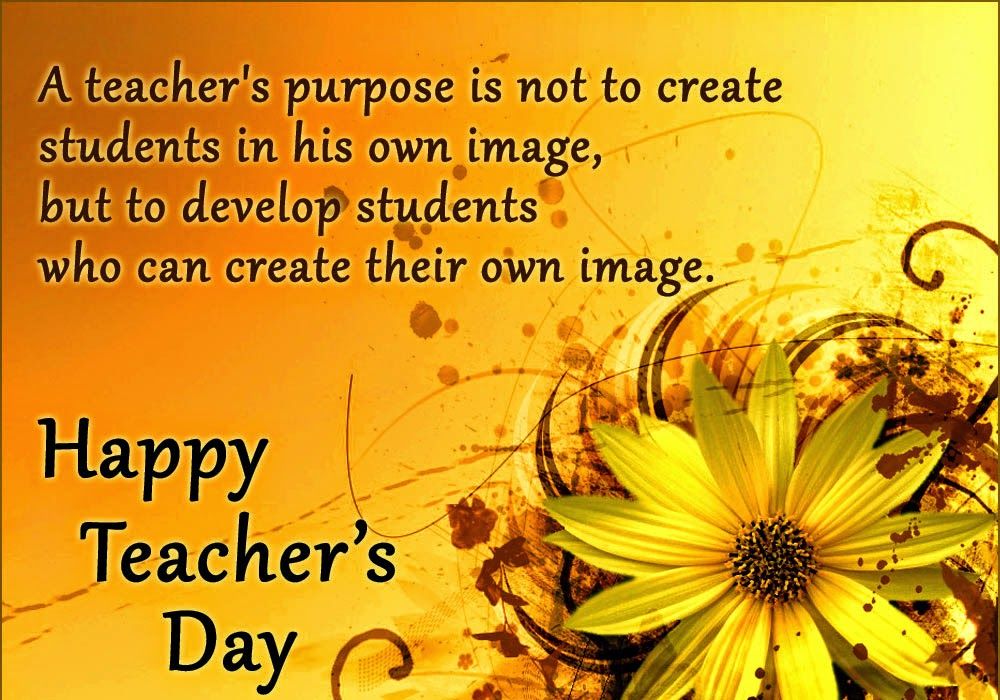 A teacher's purpose is not to create
students in his own image,
but to develop students
who can create their own image.
Happy
Teacher’s
Day